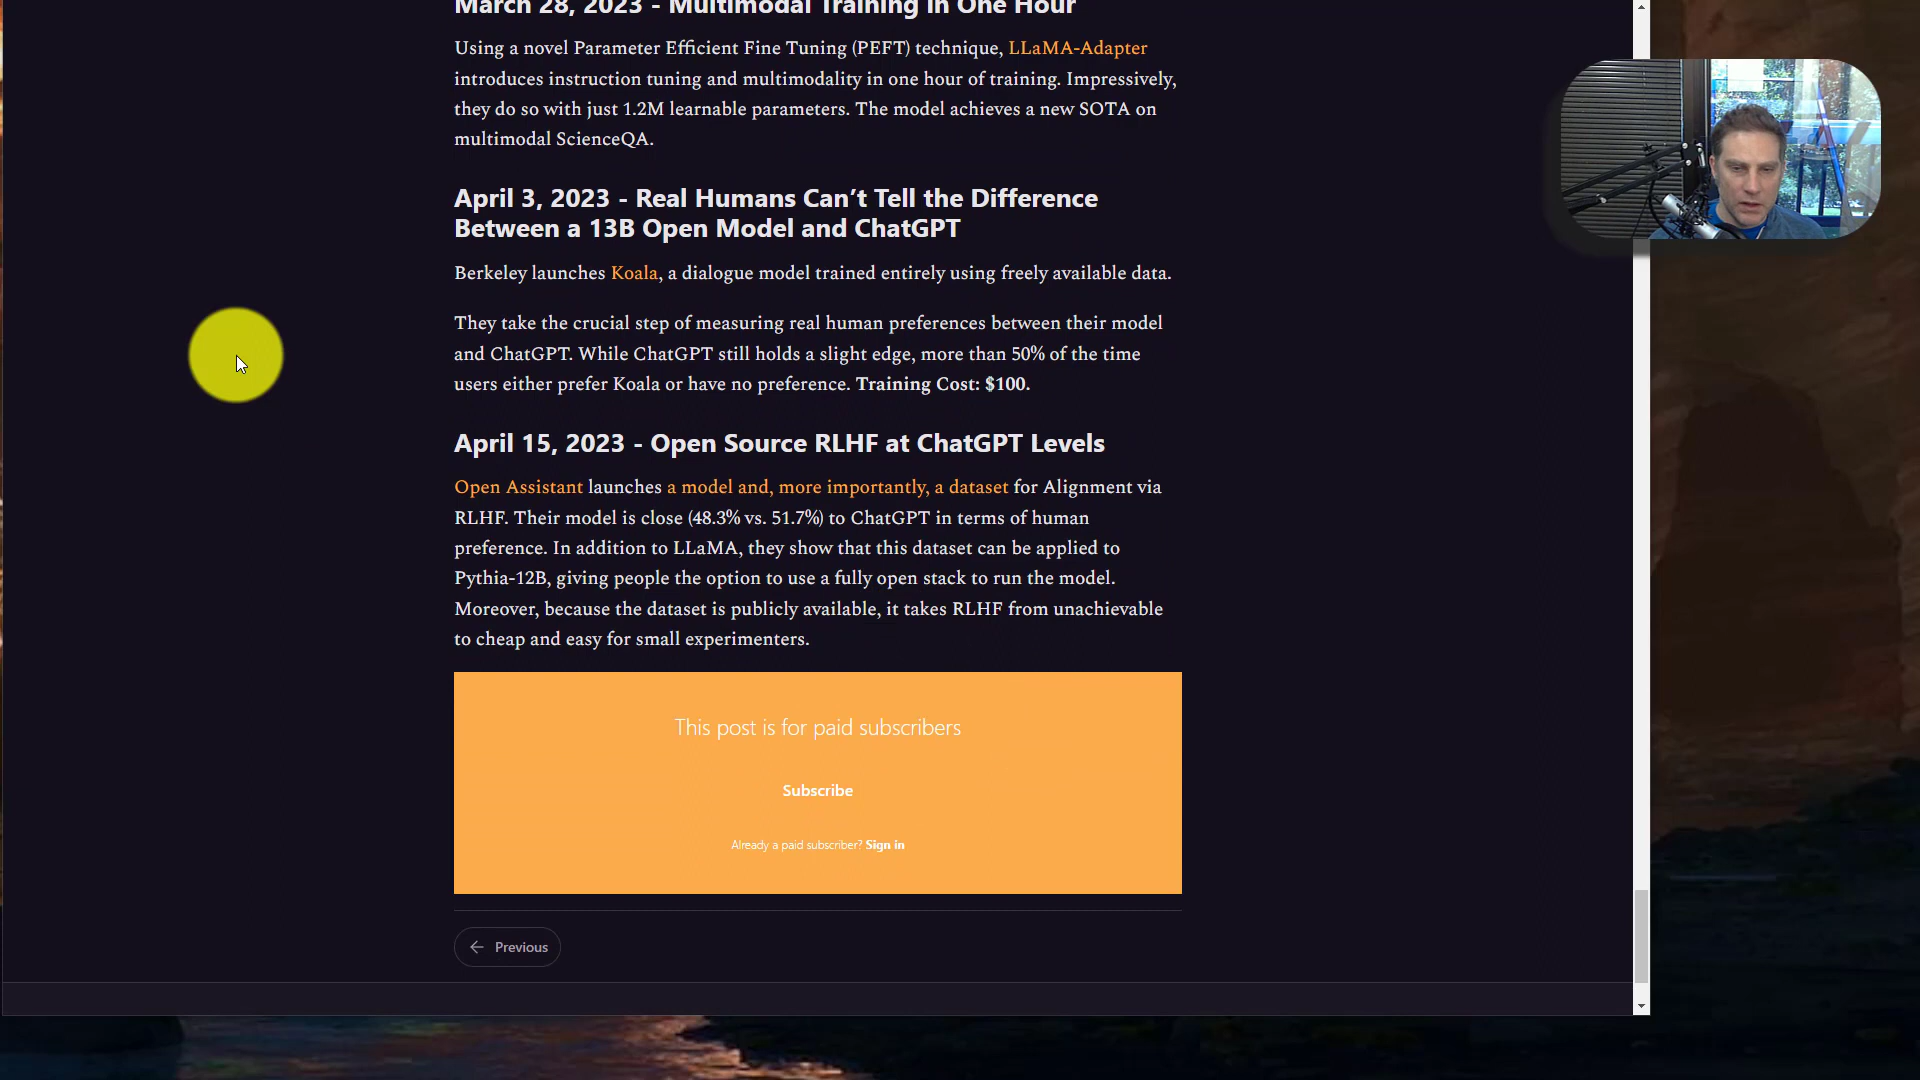 March 28, 2023 - Multimodal Training in One Hour
Using a novel Parameter Efficient Fine Tuning (PEFT) technique, LLaMA-Adapter
introduces instruction tuning and multimodality in one hour of training. Impressively,
they do so with just 1.2M learnable parameters. The model achieves a new SOTA on
multimodal ScienceQA.
April 3, 2023 - Real Humans Can’t Tell the Difference
Between a 13B Open Model and ChatGPT
Berkeley launches Koala, a dialogue model trained entirely using freely available data.
They take the crucial step of measuring real human preferences between their model
and ChatGPT. While ChatGPT still holds a slight edge, more than 50% of the time
users either prefer Koala or have no preference. Training Cost: $100.
April 15, 2023 - Open Source RLHF at ChatGPT Levels
Open Assistant launches a model and, more importantly, a dataset for Alignment via
RLHF. Their model is close (48.3% vs. 51.7%) to ChatGPT in terms of human
preference. In addition to LLaMA, they show that this dataset can be applied to
Pythia-12B, giving people the option to use a fully open stack to run the model.
Moreover, because the dataset is publicly available, it takes RLHF from unachievable
to cheap and easy for small experimenters.
This post is for paid subscribers
Subscribe
Already a paid subscriber? Sign in
Previous